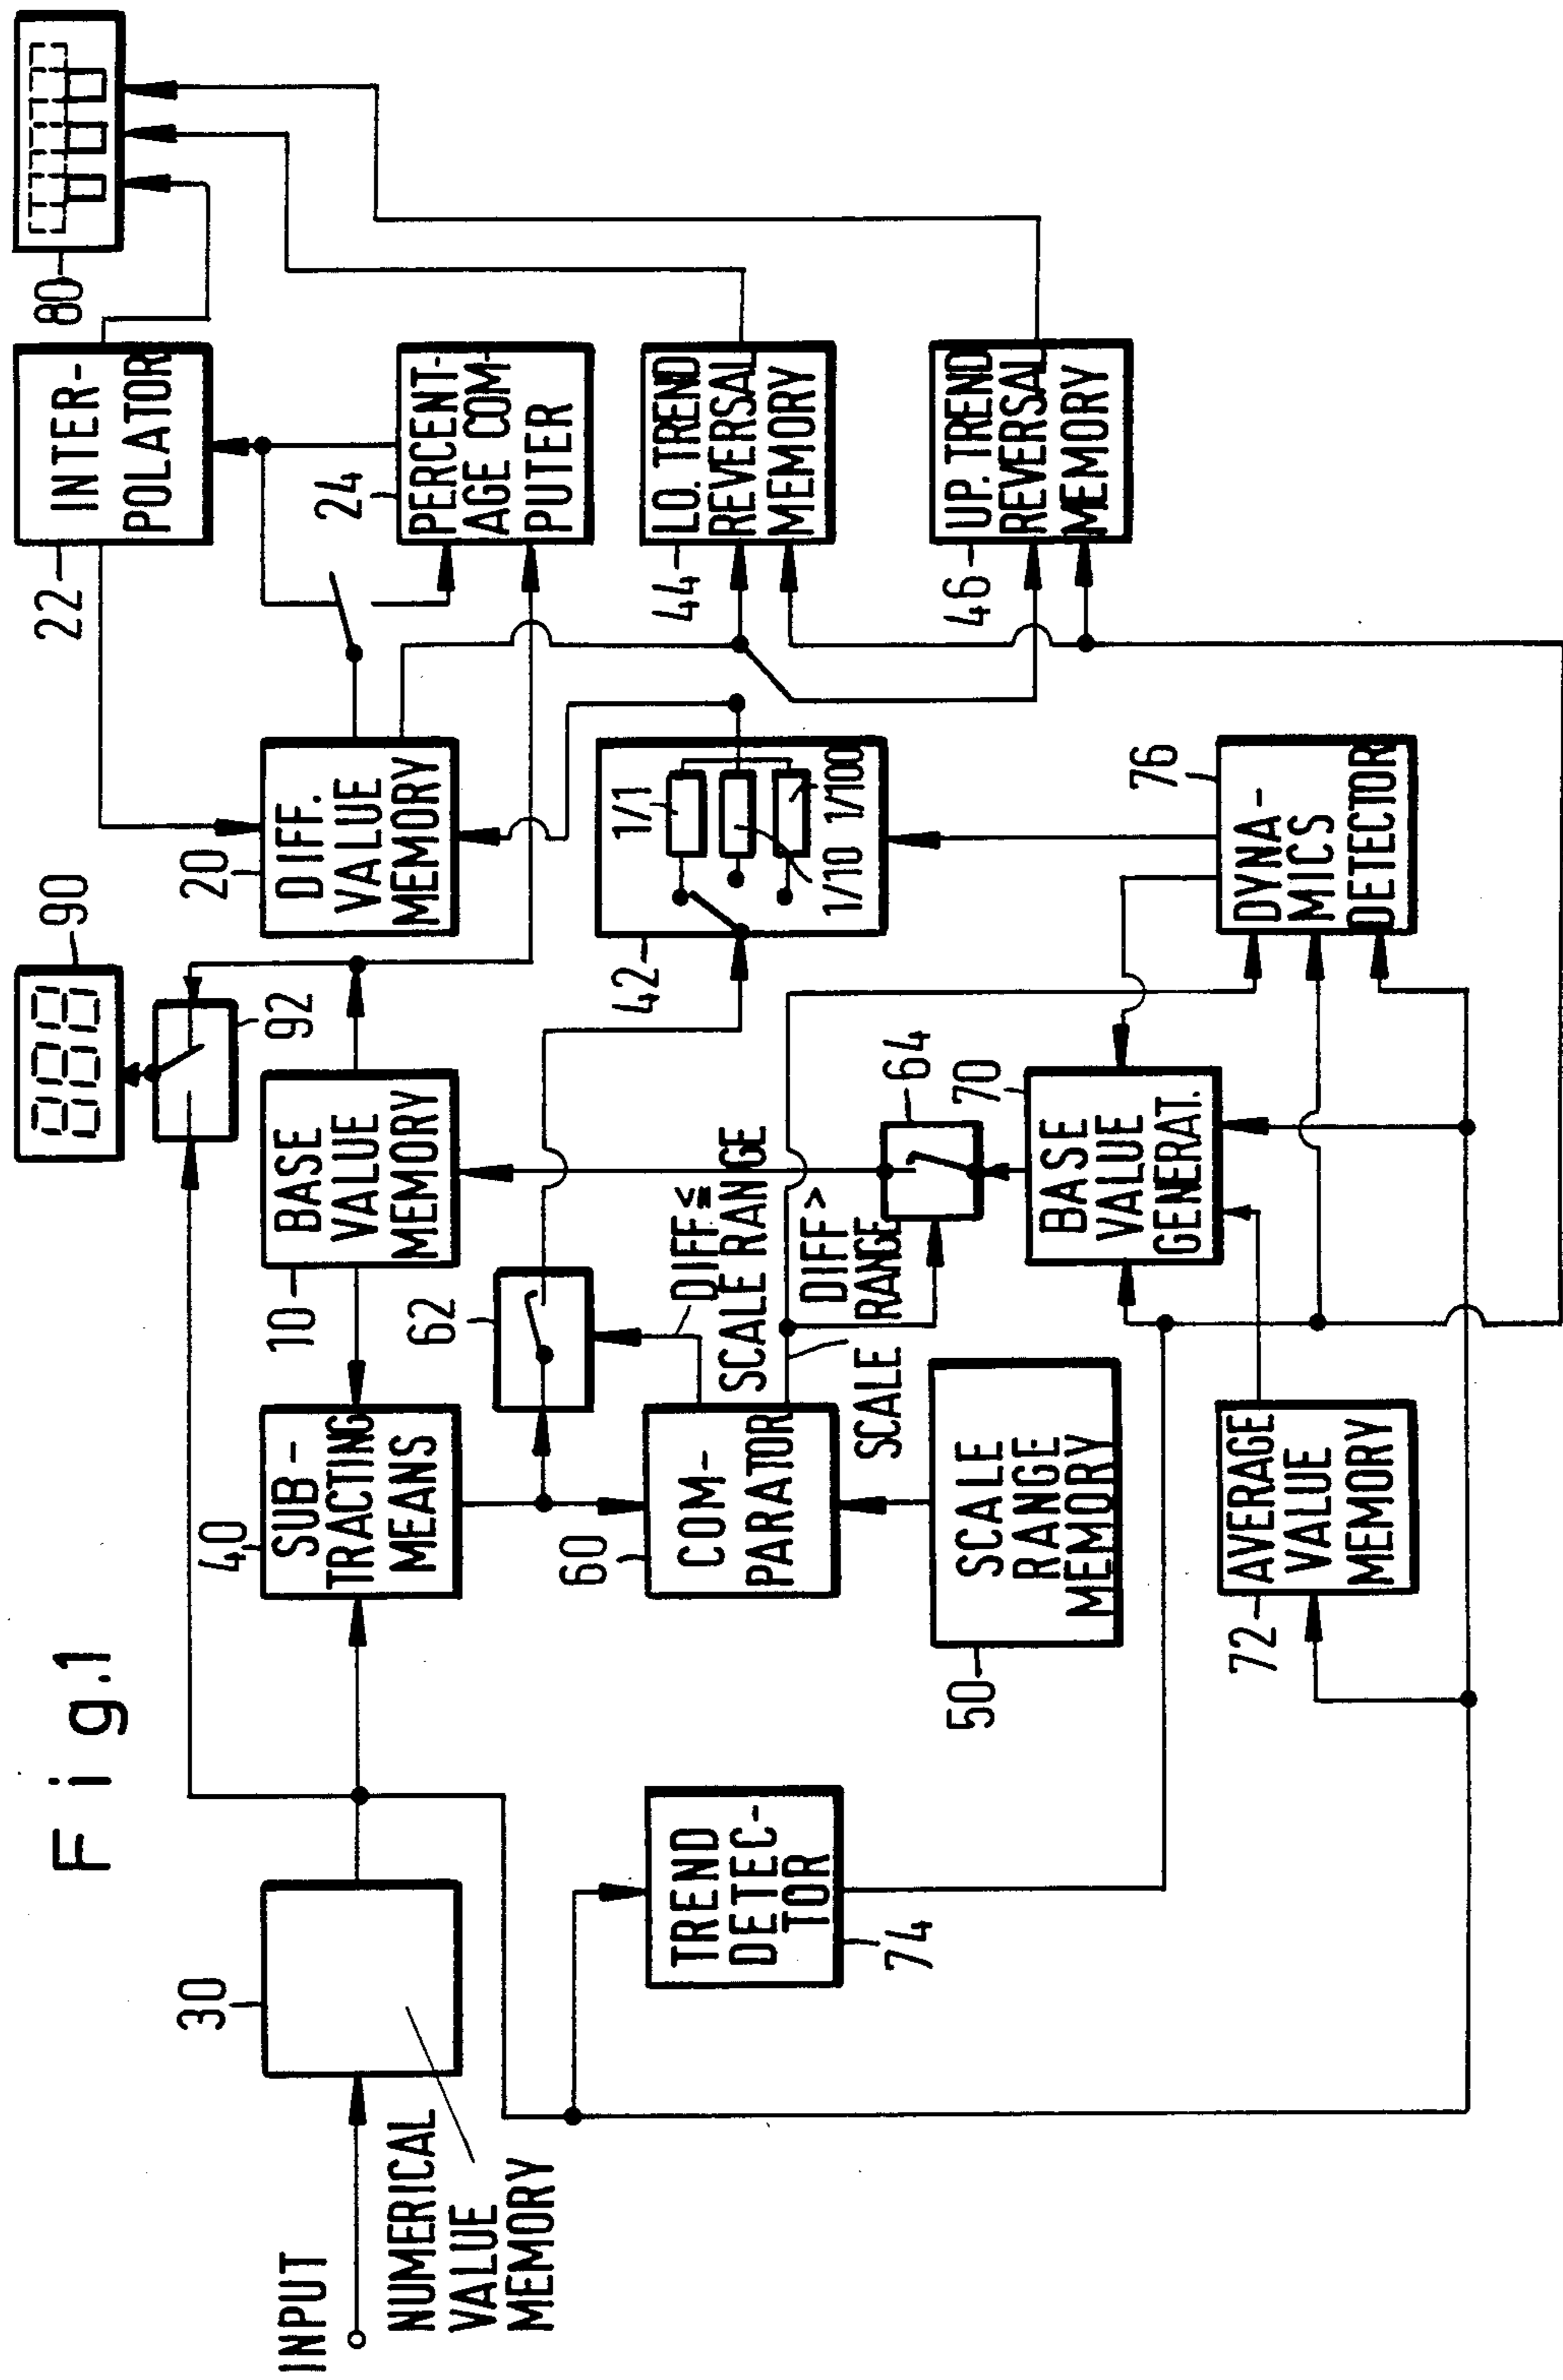 Fig.1
INPUT
NUMERICAL
VALUE
MEMORY
30
40
SUB-
TRACTING
MEANS
10
BASE
VALUE
MEMORY
90
92
20
DIFF.
VALUE
MEMORY
22
INTER-
POLATOR
80
24
PERCENT-
AGE COM-
PUTER
62
60
COM-
PARATOR
DIFF ≦
SCALE RANGE
DIFF >
SCALE RANGE
42
1/1
1/10
1/100
44
LO. TREND
REVERSAL
MEMORY
46
UP. TREND
REVERSAL
MEMORY
74
TREND
DETEC-
TOR
50
SCALE
RANGE
MEMORY
64
70
BASE
VALUE
GENERAT.
72
AVERAGE
VALUE
MEMORY
76
DYNA-
MICS
DETECTOR